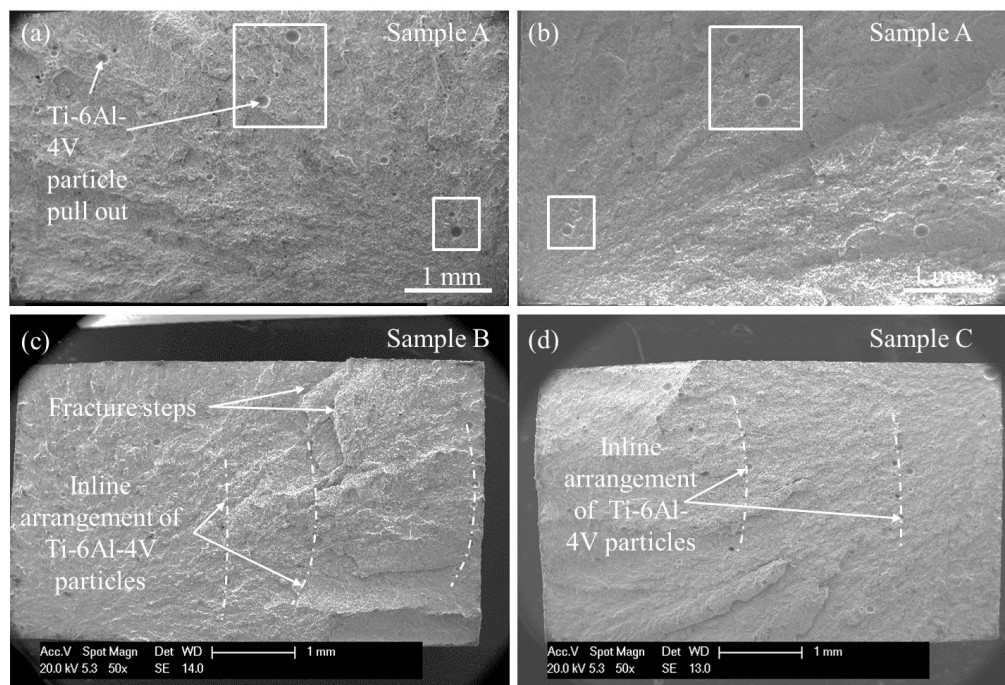 (a)
Sample A
Ti-6Al-
4V
particle
pull out
1 mm
(b)
Sample A
1 mm
(c)
Sample B
Fracture steps
Inline
arrangement of
Ti-6Al-4V
particles
Acc.V Spot Magn Det WD
20.0 kV 5.3 50x SE 14.0
1 mm
(d)
Sample C
Inline
arrangement
of Ti-6Al-
4V particles
Acc.V Spot Magn Det WD
20.0 kV 5.3 50x SE 13.0
1 mm